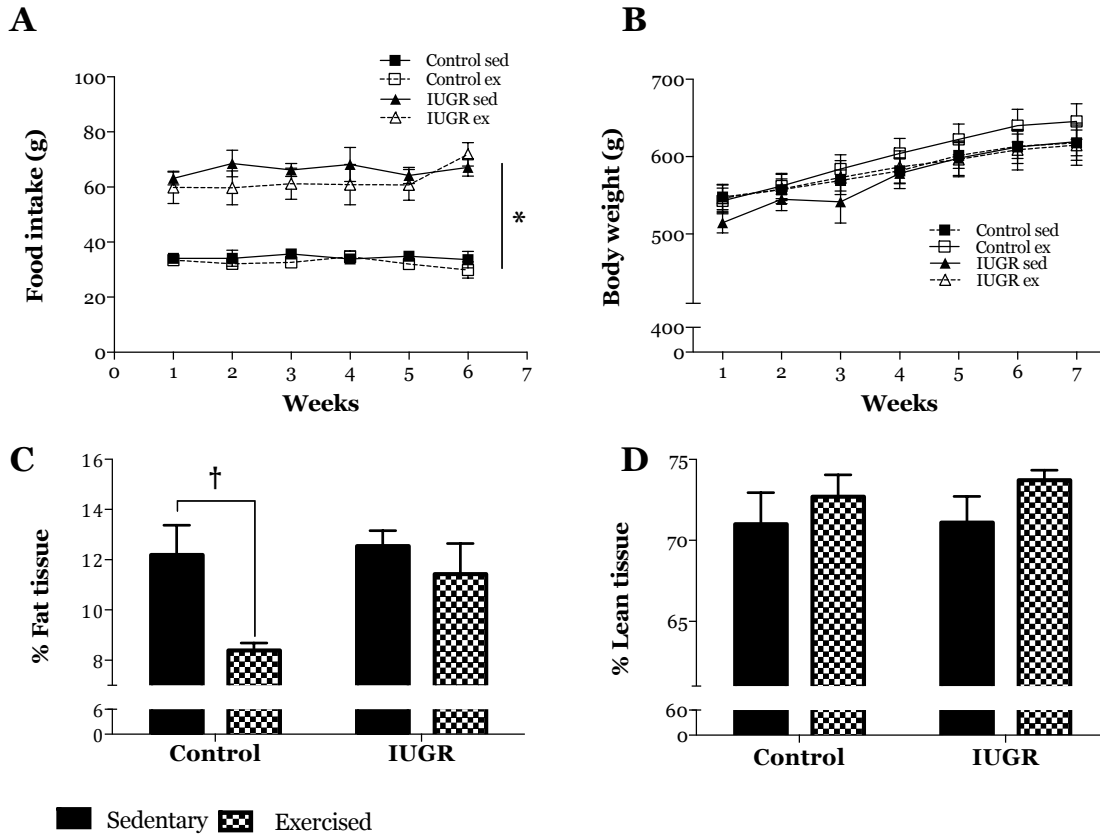 A
Control sed
Control ex
IUGR sed
IUGR ex
100
80
60
40
20
0
Food intake (g)
*
0 1 2 3 4 5 6 7
Weeks
B
700
600
500
400
0
Body weight (g)
Control sed
Control ex
IUGR sed
IUGR ex
1 2 3 4 5 6 7
Weeks
C
16
14
12
10
8
6
0
% Fat tissue
†
Control IUGR
D
75
70
65
60
0
% Lean tissue
Control IUGR
Sedentary Exercised